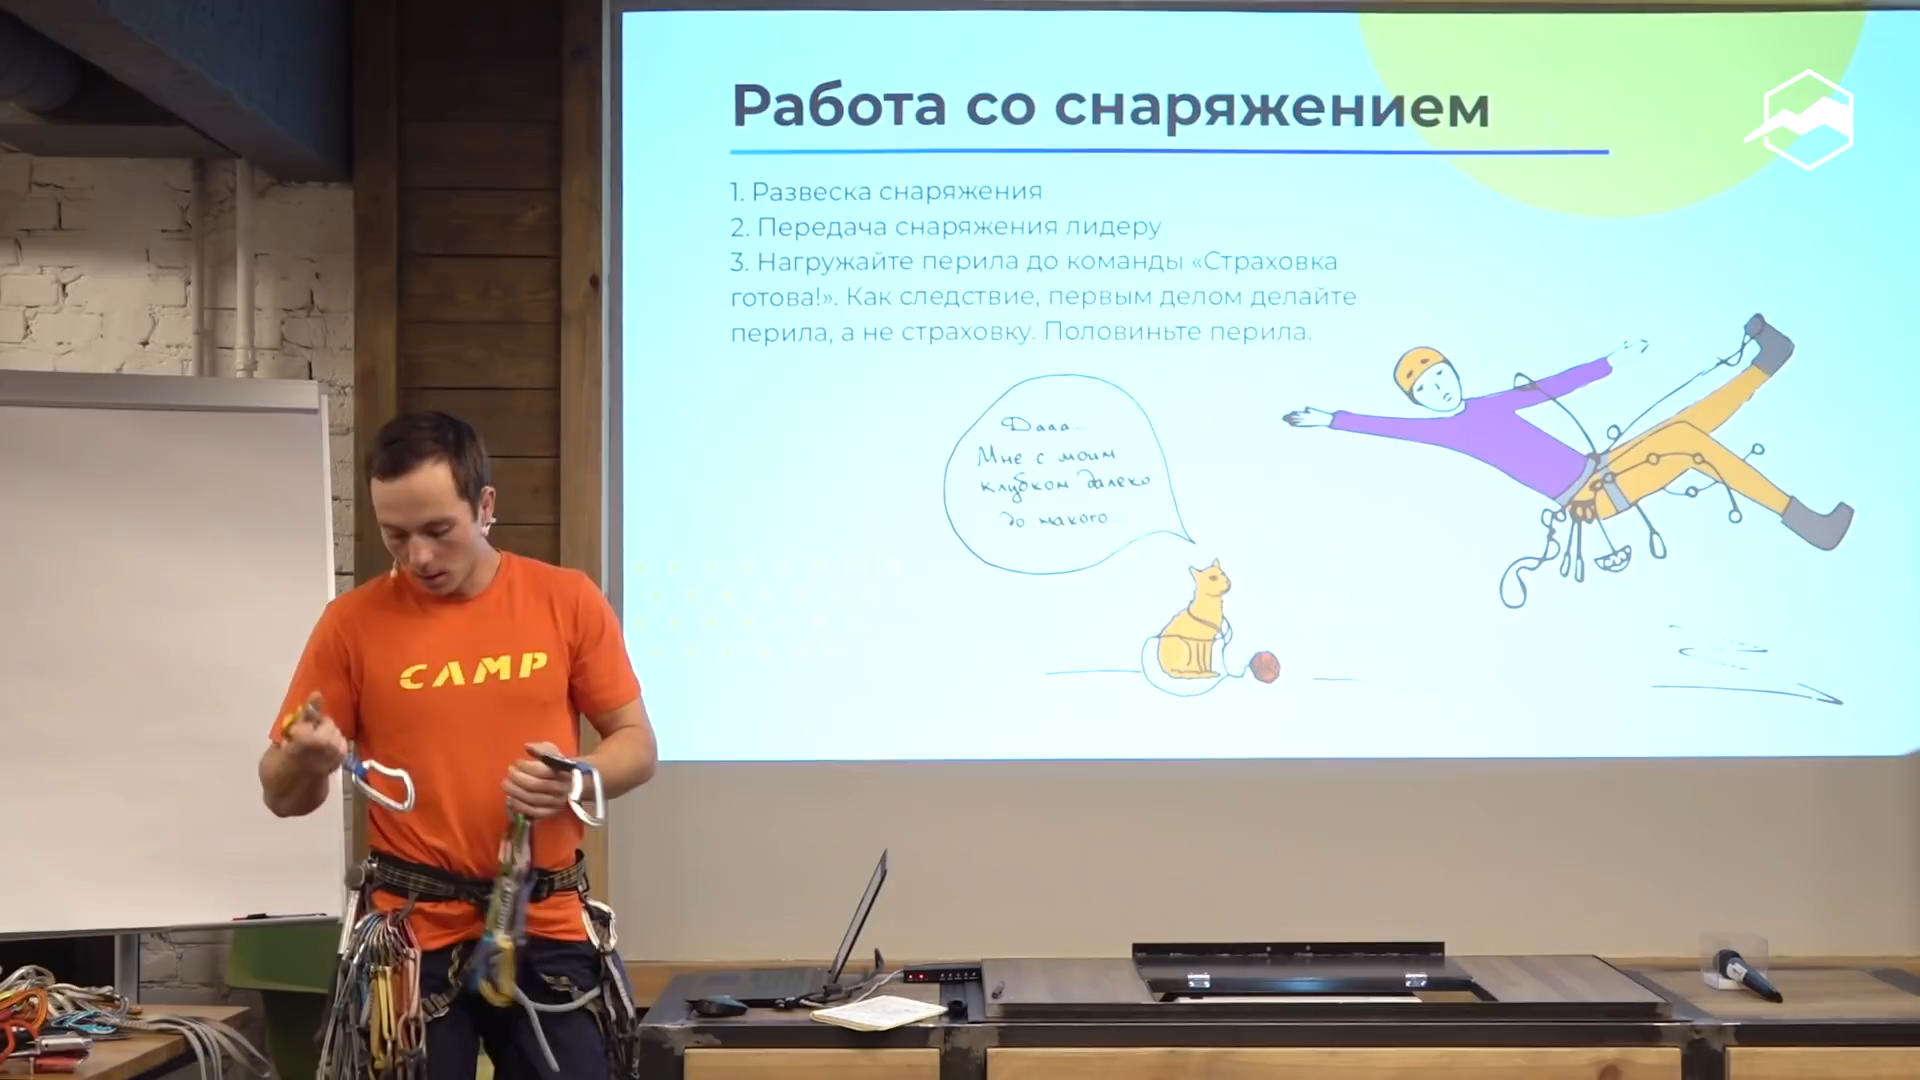 Работа со снаряжением
1. Развеска снаряжения
2. Передача снаряжения лидеру
3. Нагружайте перила до команды «Страховка
готова!». Как следствие, первым делом делайте
перила, а не страховку. Половиньте перила.
Дааа...
Мне с моим
клубком далеко
до такого...
CAMP